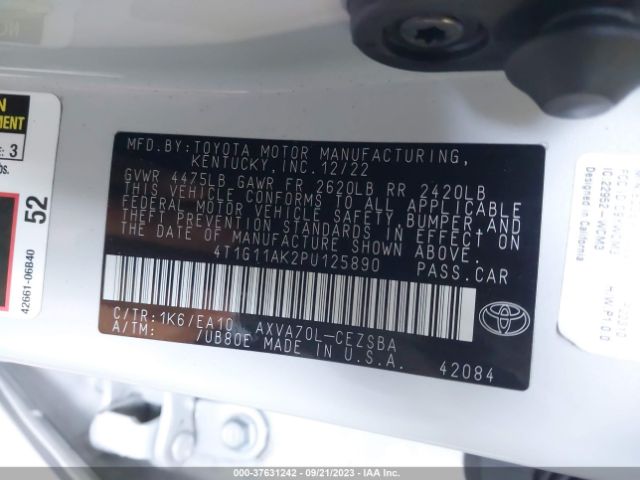 N
EMENT
3
52
42661-06B40
MFD.BY:TOYOTA MOTOR MANUFACTURING,
KENTUCKY,INC.12/22
GVWR 4475LB GAWR FR 2620LB RR 2420LB
THIS VEHICLE CONFORMS TO ALL APPLICABLE
FEDERAL MOTOR VEHICLE SAFETY,BUMPER,AND
THEFT PREVENTION STANDARDS IN EFFECT ON
THE DATE OF MANUFACTURE SHOWN ABOVE.
4T1G11AK2PU125890
PASS.CAR
C/TR:1K6/EA10 AXVA70L-CEZSBA
A/TM: /UB80E MADE IN U.S.A.
42084
in California
000-37631242 / 09/21/2023 / IAA Inc.